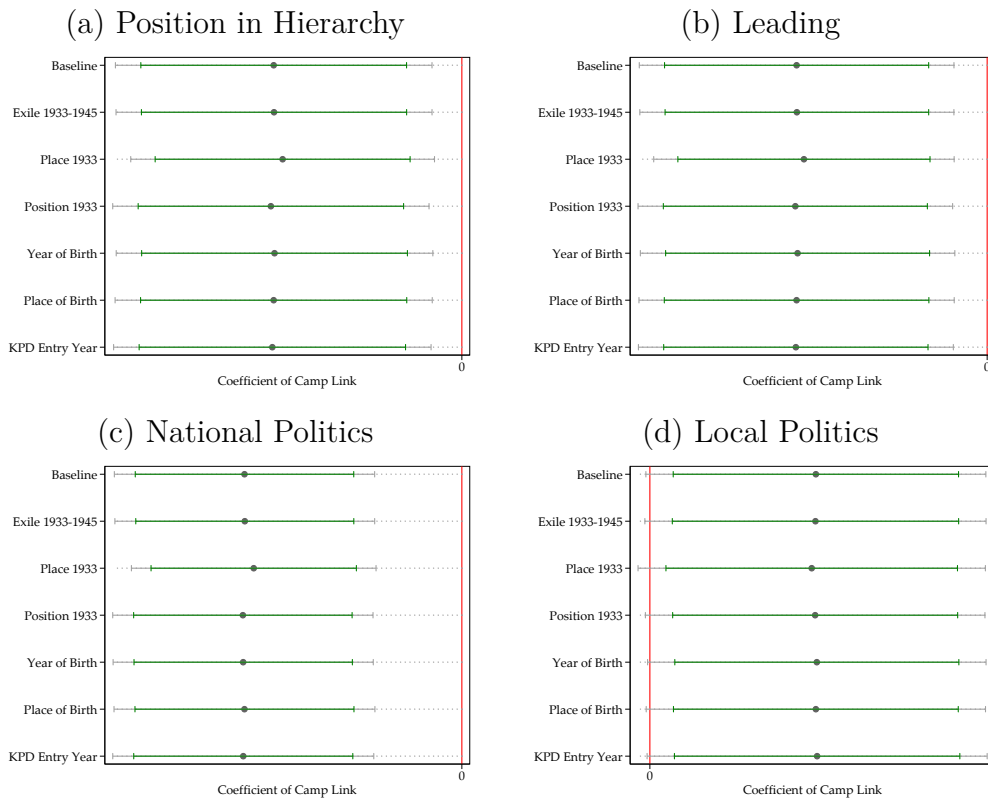 (a) Position in Hierarchy
Baseline
Exile 1933-1945
Place 1933
Position 1933
Year of Birth
Place of Birth
KPD Entry Year
0
Coefficient of Camp Link
(b) Leading
Baseline
Exile 1933-1945
Place 1933
Position 1933
Year of Birth
Place of Birth
KPD Entry Year
0
Coefficient of Camp Link
(c) National Politics
Baseline
Exile 1933-1945
Place 1933
Position 1933
Year of Birth
Place of Birth
KPD Entry Year
0
Coefficient of Camp Link
(d) Local Politics
Baseline
Exile 1933-1945
Place 1933
Position 1933
Year of Birth
Place of Birth
KPD Entry Year
0
Coefficient of Camp Link